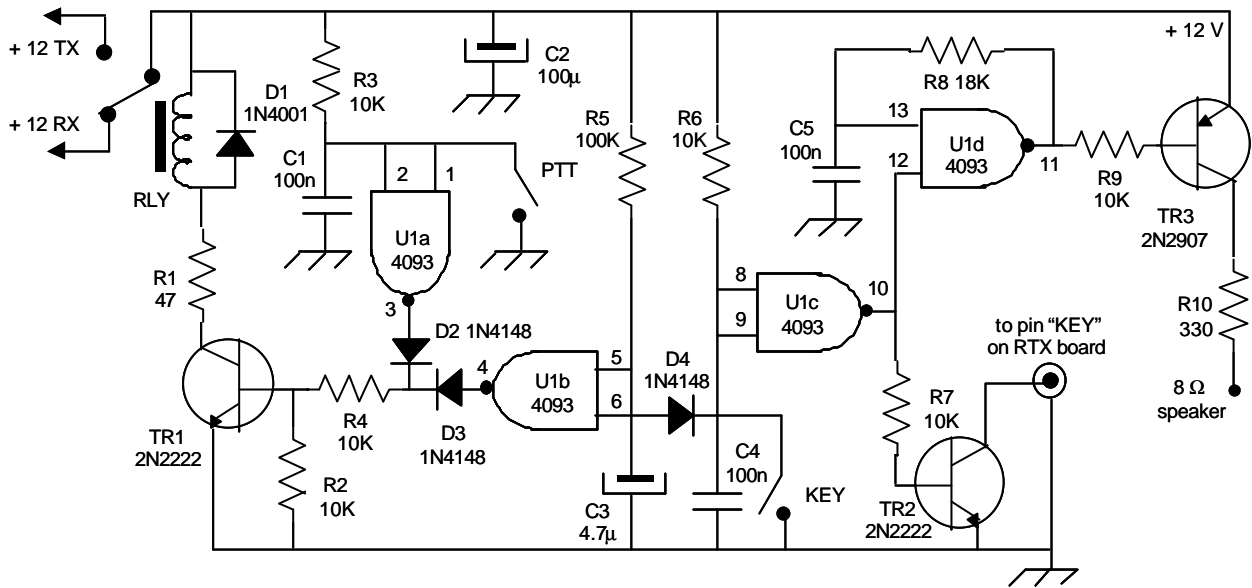 + 12 TX
+ 12 RX
RLY
D1
1N4001
R3
10K
C2
100µ
C1
100n
2
1
PTT
U1a
4093
3
R1
47
TR1
2N2222
D2 1N4148
R4
10K
R2
10K
D3
1N4148
4
U1b
4093
5
6
R5
100K
R6
10K
D4
1N4148
C3
4.7µ
C4
100n
KEY
8
9
U1c
4093
10
C5
100n
R8 18K
13
12
U1d
4093
11
R9
10K
+ 12 V
TR3
2N2907
R10
330
8 Ω
speaker
to pin “KEY”
on RTX board
R7
10K
TR2
2N2222